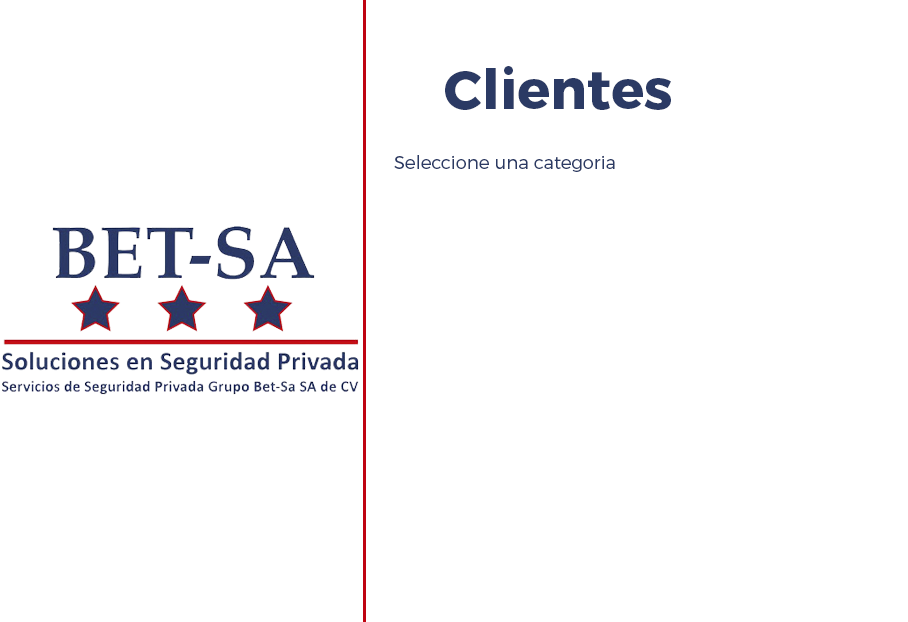 BET-SA
Soluciones en Seguridad Privada
Servicios de Seguridad Privada Grupo Bet-Sa SA de CV
Clientes
Seleccione una categoria